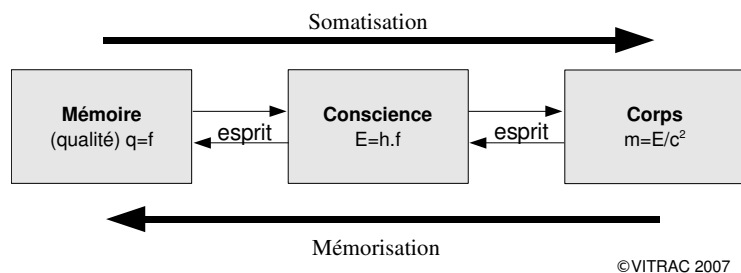 Somatisation
Mémoire
(qualité) q=f
esprit
Conscience
E=h.f
esprit
Corps
m=E/c²
Mémorisation
©VITRAC 2007